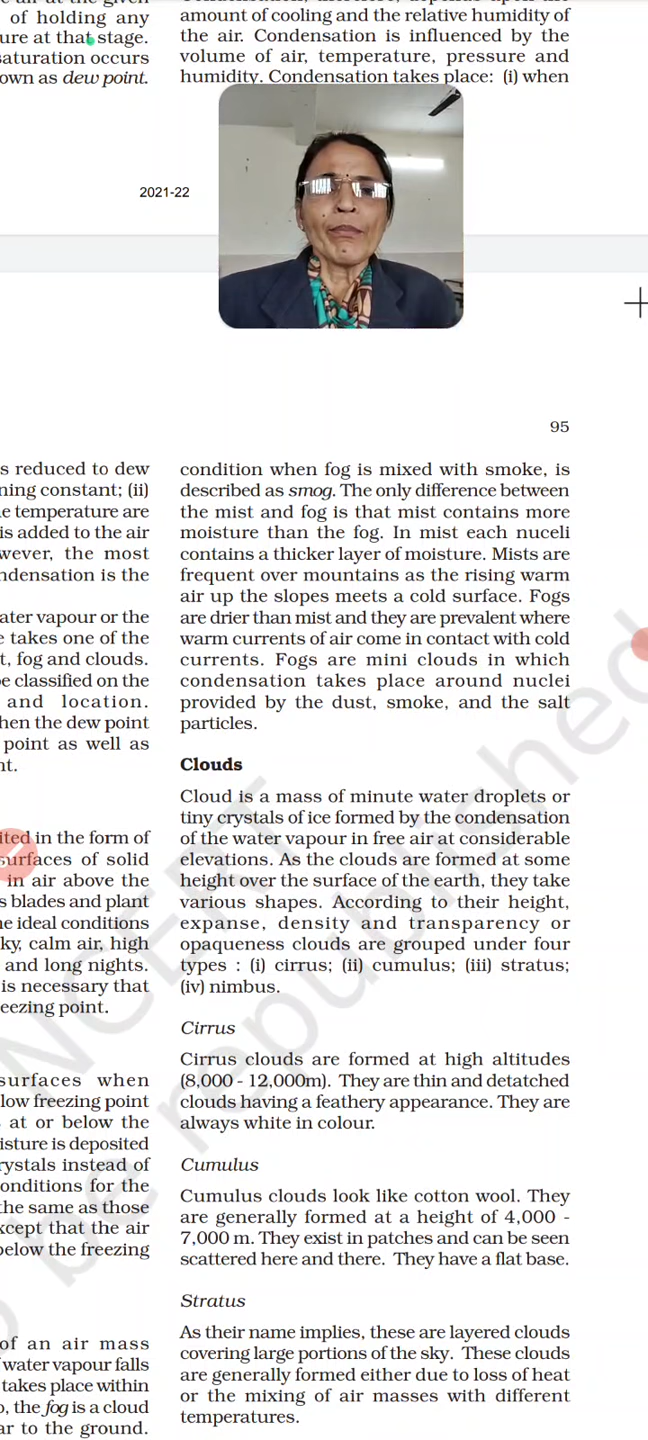 of holding any
ure at that stage.
saturation occurs
own as dew point.
amount of cooling and the relative humidity of
the air. Condensation is influenced by the
volume of air, temperature, pressure and
humidity. Condensation takes place: (i) when
2021-22
95
s reduced to dew
ning constant; (ii)
e temperature are
is added to the air
wever, the most
ndensation is the
ater vapour or the
e takes one of the
t, fog and clouds.
e classified on the
and location.
hen the dew point
point as well as
nt.
ited in the form of
surfaces of solid
in air above the
s blades and plant
he ideal conditions
ky, calm air, high
and long nights.
is necessary that
eezing point.
surfaces when
low freezing point
at or below the
isture is deposited
rystals instead of
onditions for the
the same as those
xcept that the air
below the freezing
of an air mass
water vapour falls
takes place within
o, the fog is a cloud
ar to the ground.
condition when fog is mixed with smoke, is
described as smog. The only difference between
the mist and fog is that mist contains more
moisture than the fog. In mist each nuceli
contains a thicker layer of moisture. Mists are
frequent over mountains as the rising warm
air up the slopes meets a cold surface. Fogs
are drier than mist and they are prevalent where
warm currents of air come in contact with cold
currents. Fogs are mini clouds in which
condensation takes place around nuclei
provided by the dust, smoke, and the salt
particles.
Clouds
Cloud is a mass of minute water droplets or
tiny crystals of ice formed by the condensation
of the water vapour in free air at considerable
elevations. As the clouds are formed at some
height over the surface of the earth, they take
various shapes. According to their height,
expanse, density and transparency or
opaqueness clouds are grouped under four
types : (i) cirrus; (ii) cumulus; (iii) stratus;
(iv) nimbus.
Cirrus
Cirrus clouds are formed at high altitudes
(8,000 - 12,000m). They are thin and detatched
clouds having a feathery appearance. They are
always white in colour.
Cumulus
Cumulus clouds look like cotton wool. They
are generally formed at a height of 4,000 -
7,000 m. They exist in patches and can be seen
scattered here and there. They have a flat base.
Stratus
As their name implies, these are layered clouds
covering large portions of the sky. These clouds
are generally formed either due to loss of heat
or the mixing of air masses with different
temperatures.
NCERT
o be republished